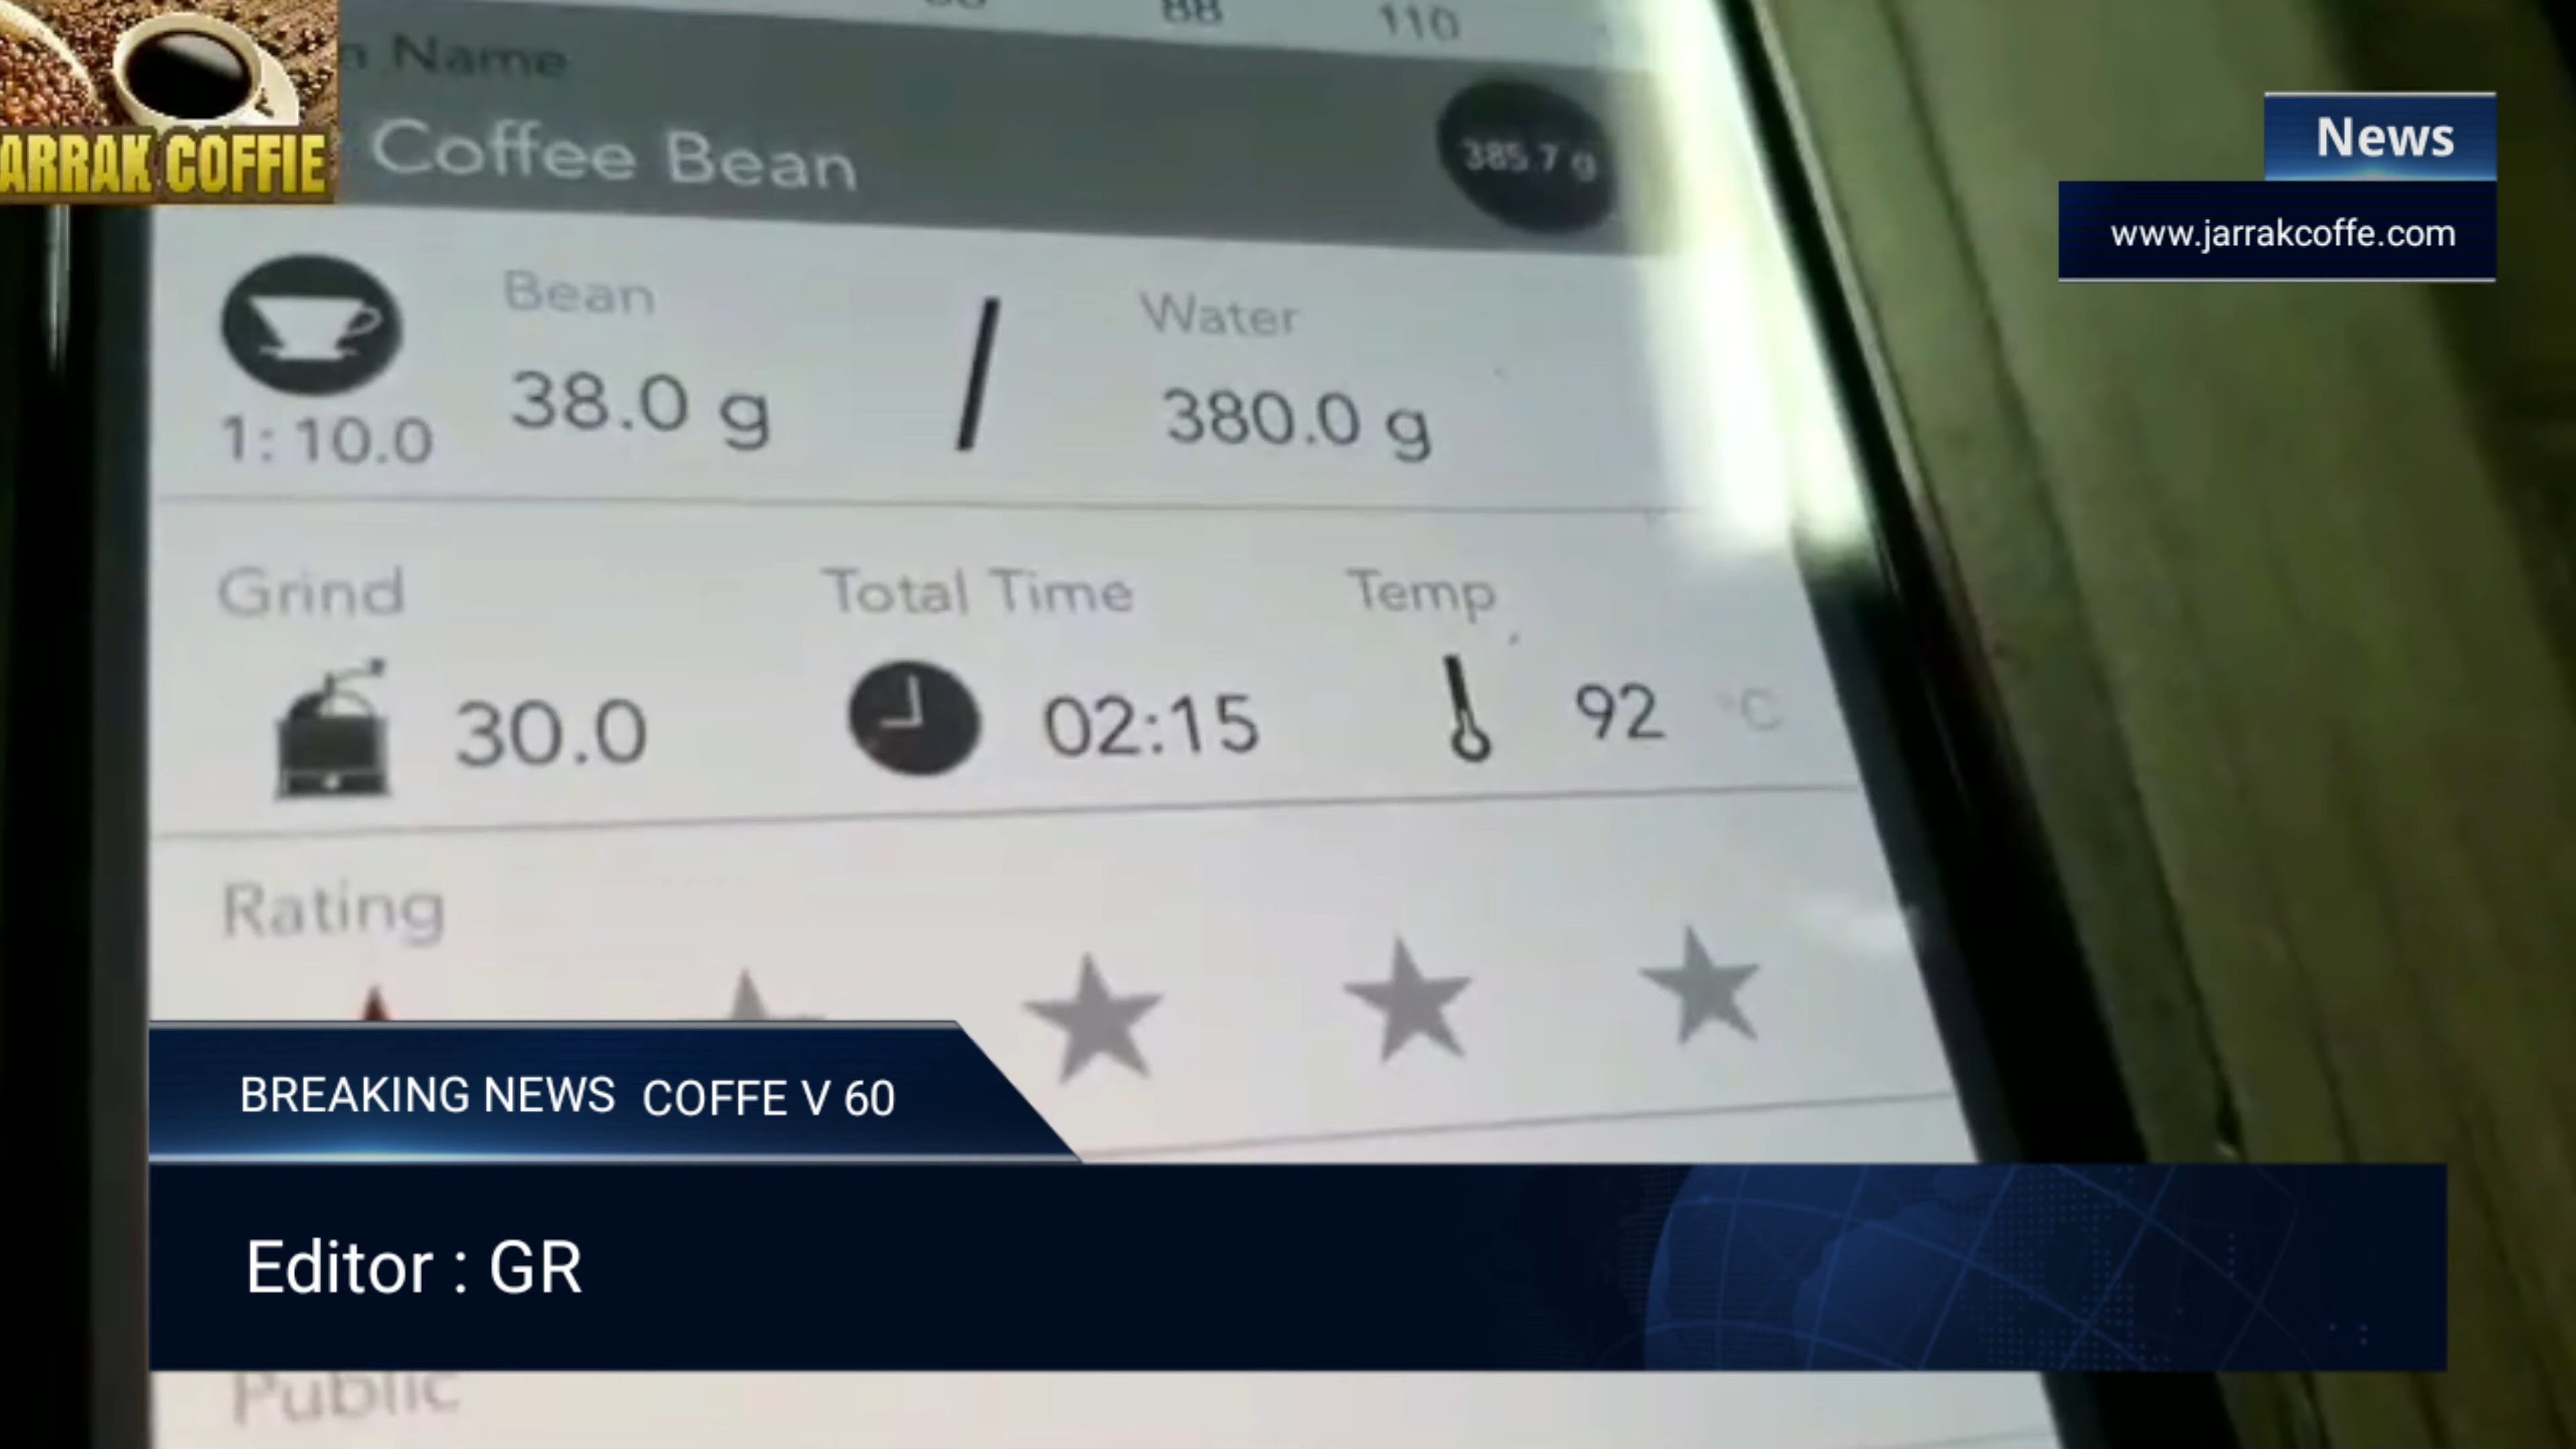 88
110
Name
Coffee Bean
385.7 g
ARRAK COFFIE
News
www.jarrakcoffe.com
Bean
Water
38.0 g / 380.0 g
1: 10.0
Grind
Total Time
Temp
30.0
02:15
92 °C
Rating
BREAKING NEWS COFFE V 60
Editor : GR
Public